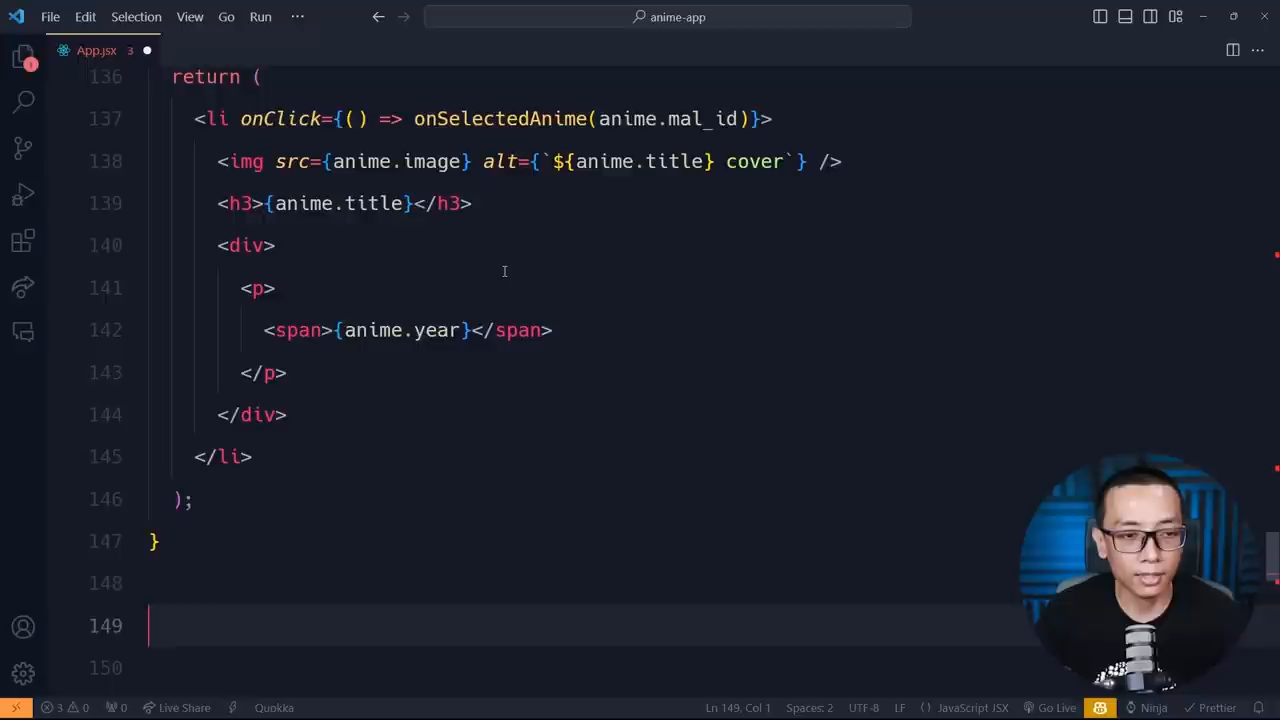 File Edit Selection View Go Run ··· anime-app
App.jsx 3
136 return (
137 <li onClick={() => onSelectedAnime(anime.mal_id)}>
138 <img src={anime.image} alt={`${anime.title} cover`} />
139 <h3>{anime.title}</h3>
140 <div>
141 <p>
142 <span>{anime.year}</span>
143 </p>
144 </div>
145 </li>
146 );
147 }
148
149
150
3 0 0 Live Share Quokka Ln 149, Col 1 Spaces: 2 UTF-8 LF {} JavaScript JSX Go Live Ninja Prettier